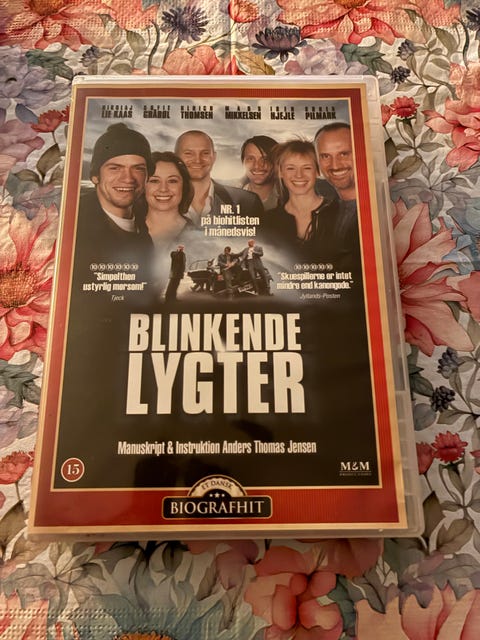 NIKOLAJ LIE KAAS
SOFIE GRÅBØL
ULRICH THOMSEN
MADS MIKKELSEN
IBEN HJEJLE
SØREN PILMARK
NR. 1
på biohitlisten
i månedsvis!
"Simpelthen
ustyrlig morsom!"
Tjeck
"Skuespillerne er intet
mindre end kanongode."
Jyllands-Posten
BLINKENDE
LYGTER
Manuskript & Instruktion Anders Thomas Jensen
15
M&M
ET DANSK
BIOGRAFHIT